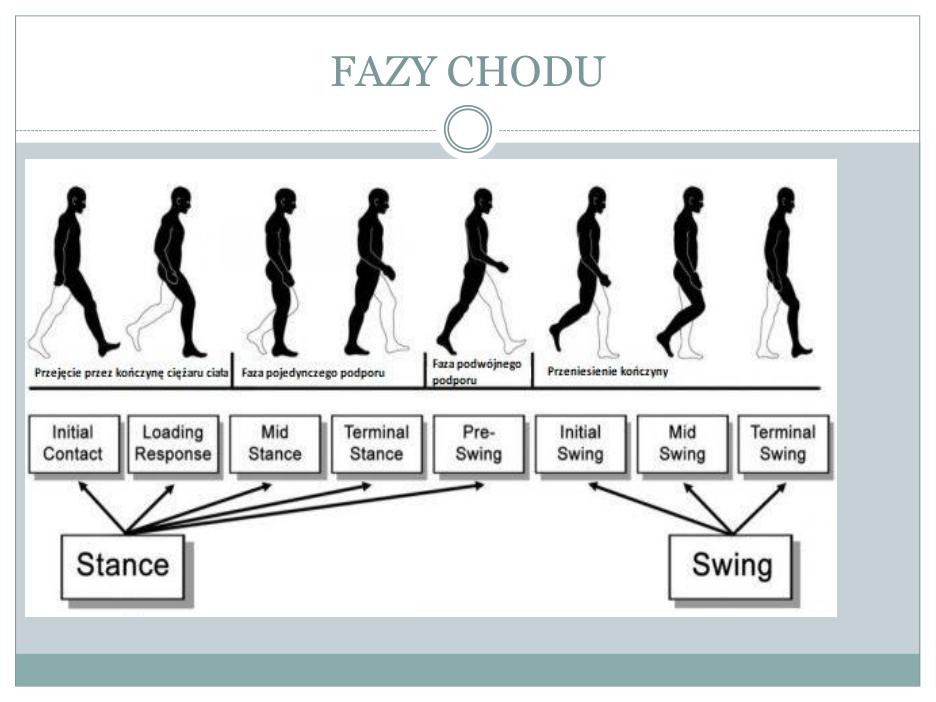 FAZY CHODU
Przejęcie przez kończynę ciężaru ciała
Faza pojedynczego podporu
Faza podwójnego
podporu
Przeniesienie kończyny
Initial
Contact
Loading
Response
Mid
Stance
Terminal
Stance
Pre-
Swing
Initial
Swing
Mid
Swing
Terminal
Swing
Stance
Swing